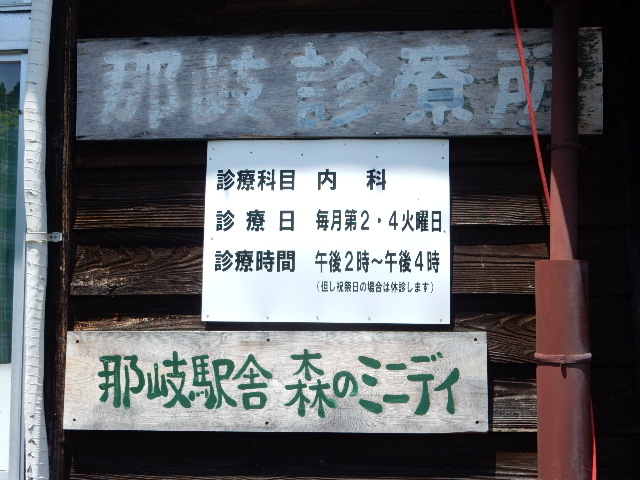 那岐診療所
診療科目 内 科
診 療 日 毎月第2・4火曜日
診療時間 午後2時～午後4時
（但し祝祭日の場合は休診します）
那岐駅舎 森のミニデイ